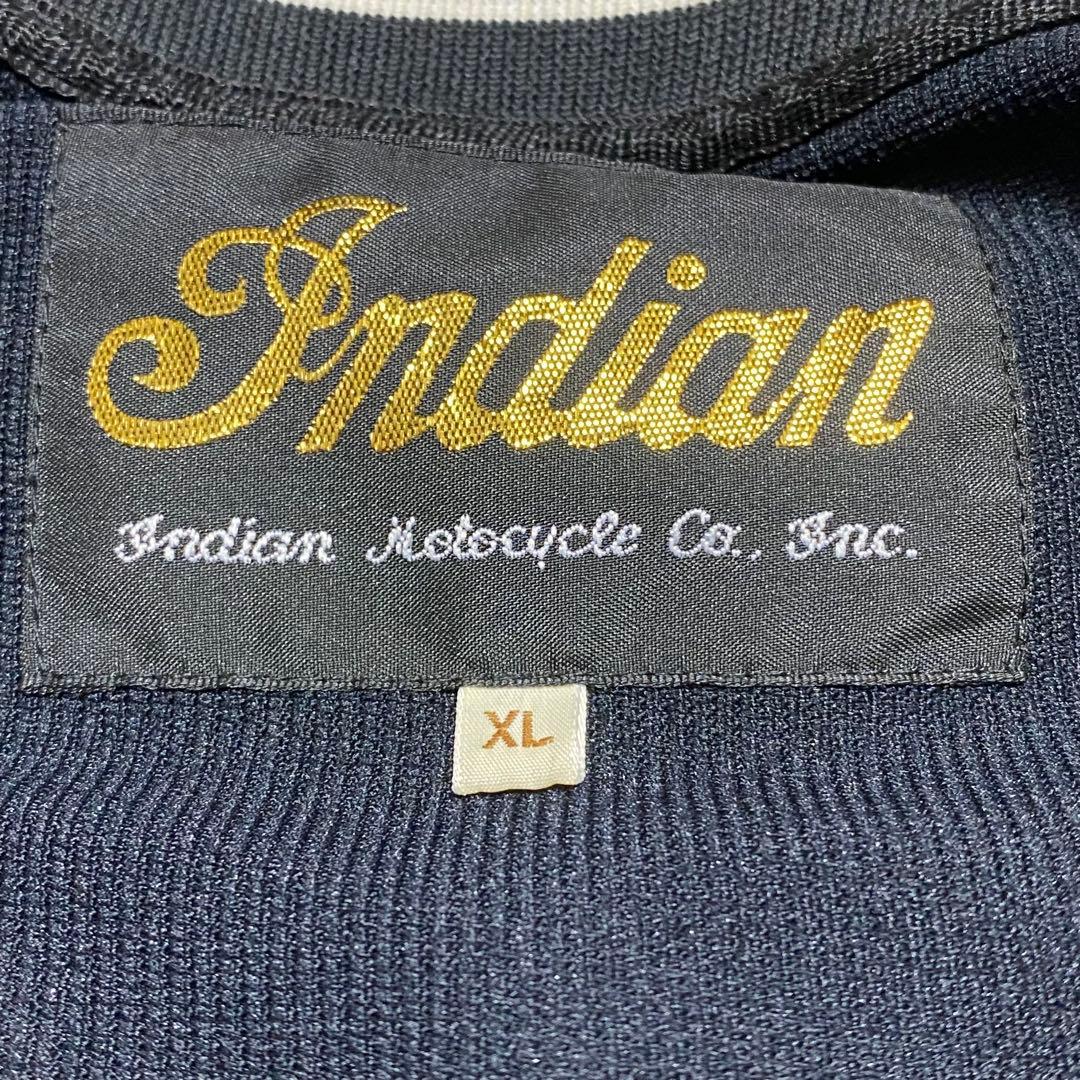 Indian
Indian Motocycle Co., Inc.
XL